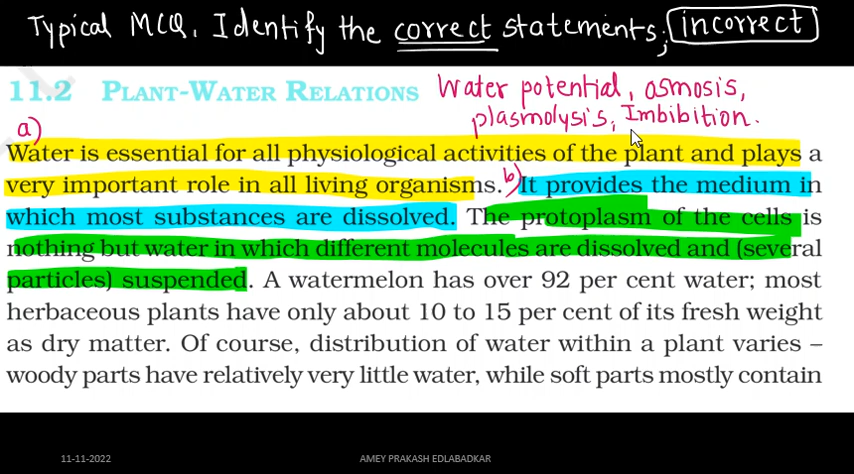 Typical MCQ. Identify the correct statements; incorrect
11.2 PLANT-WATER RELATIONS Water potential, osmosis,
plasmolysis, Imbibition.
a)
Water is essential for all physiological activities of the plant and plays a
very important role in all living organisms. b) It provides the medium in
which most substances are dissolved. The protoplasm of the cells is
nothing but water in which different molecules are dissolved and (several
particles) suspended. A watermelon has over 92 per cent water; most
herbaceous plants have only about 10 to 15 per cent of its fresh weight
as dry matter. Of course, distribution of water within a plant varies –
woody parts have relatively very little water, while soft parts mostly contain
11-11-2022 AMEY PRAKASH EDLABADKAR